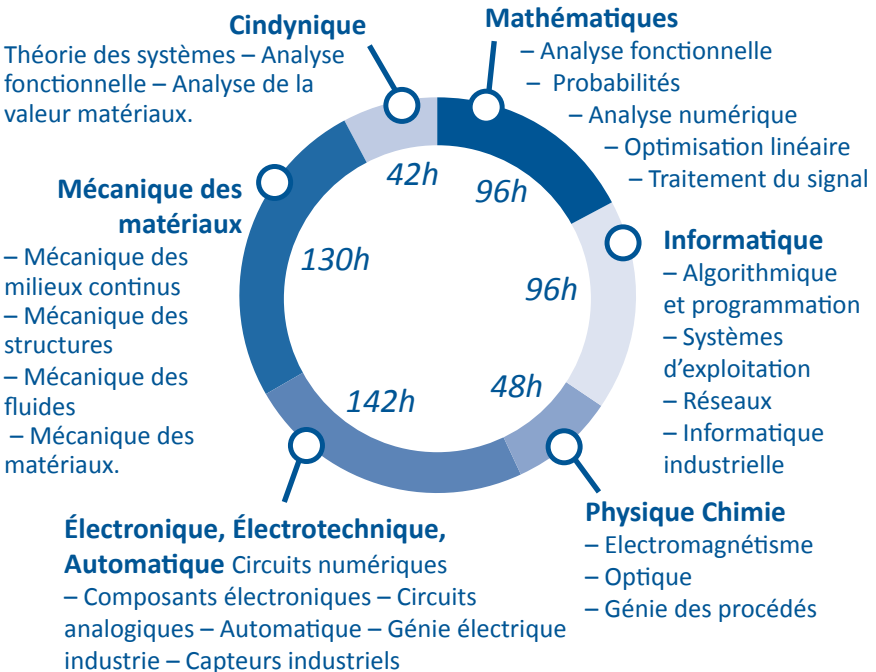 Cindynique
Théorie des systèmes – Analyse
fonctionnelle – Analyse de la
valeur matériaux.
Mathématiques
– Analyse fonctionnelle
– Probabilités
– Analyse numérique
– Optimisation linéaire
– Traitement du signal
42h
96h
Mécanique des
matériaux
– Mécanique des
milieux continus
– Mécanique des
structures
– Mécanique des
fluides
– Mécanique des
matériaux.
130h
96h
Informatique
– Algorithmique
et programmation
– Systèmes
d'exploitation
– Réseaux
– Informatique
industrielle
142h
48h
Électronique, Électrotechnique,
Automatique Circuits numériques
– Composants électroniques – Circuits
analogiques – Automatique – Génie électrique
industrie – Capteurs industriels
Physique Chimie
– Electromagnétisme
– Optique
– Génie des procédés